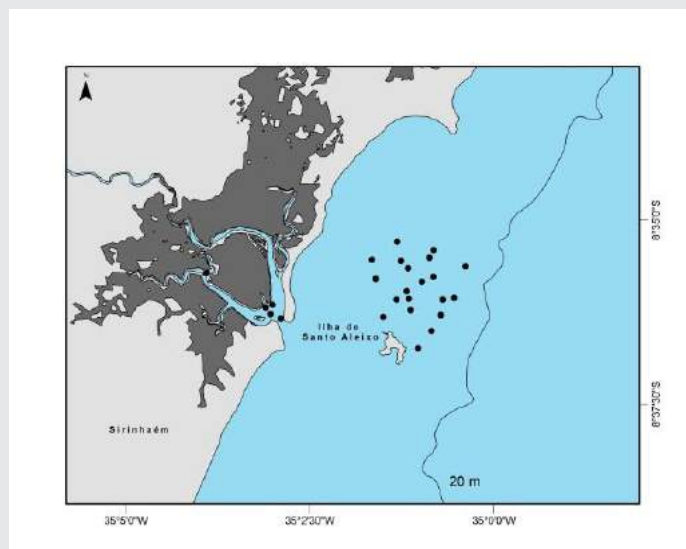 N
8°35'0"S
Ilha de
Santo Aleixo
8°37'30"S
Sirinhaém
20 m
35°5'0"W
35°2'30"W
35°0'0"W